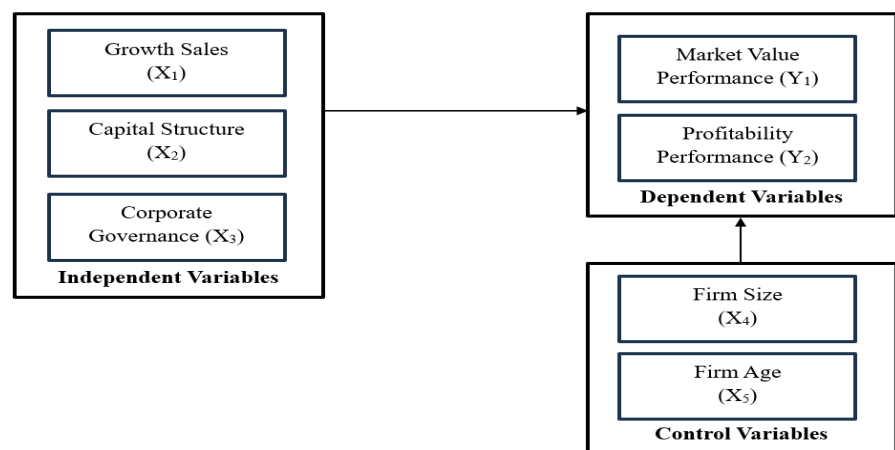 Growth Sales
(X₁)
Capital Structure
(X₂)
Corporate
Governance (X₃)
Independent Variables
Market Value
Performance (Y₁)
Profitability
Performance (Y₂)
Dependent Variables
Firm Size
(X₄)
Firm Age
(X₅)
Control Variables